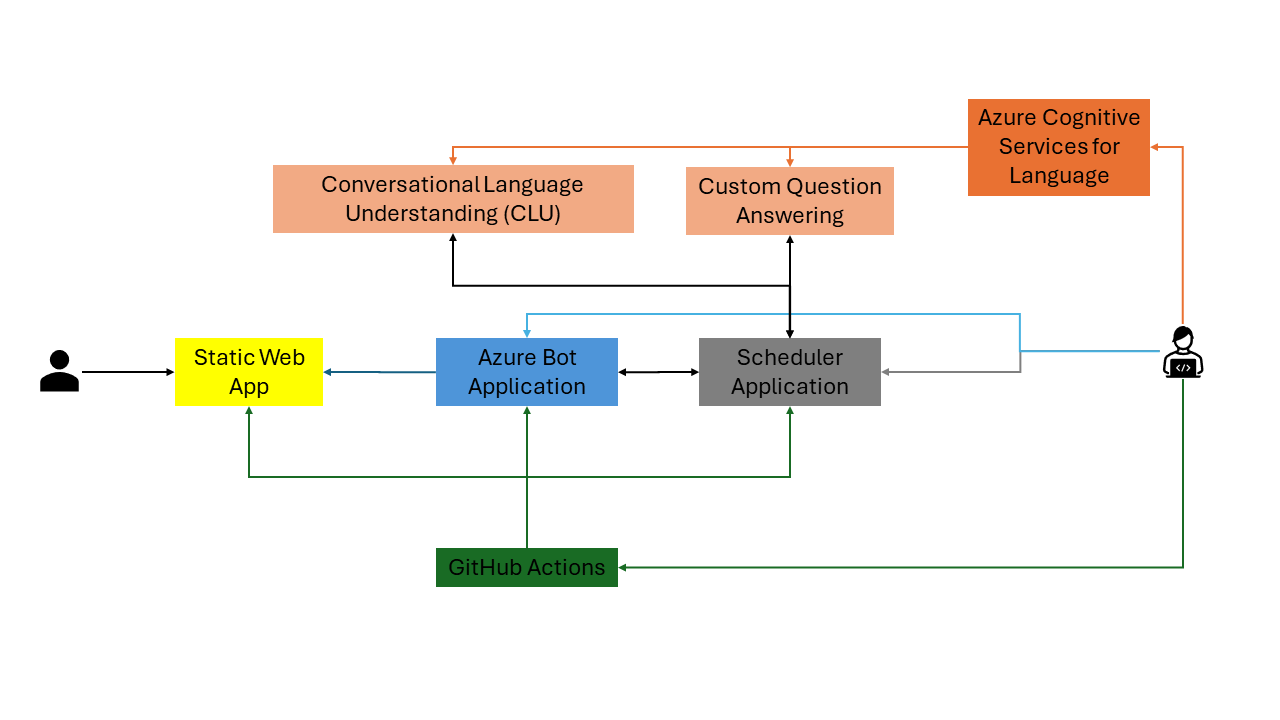 Azure Cognitive
Services for
Language
Conversational Language
Understanding (CLU)
Custom Question
Answering
Static Web
App
Azure Bot
Application
Scheduler
Application
</>
GitHub Actions